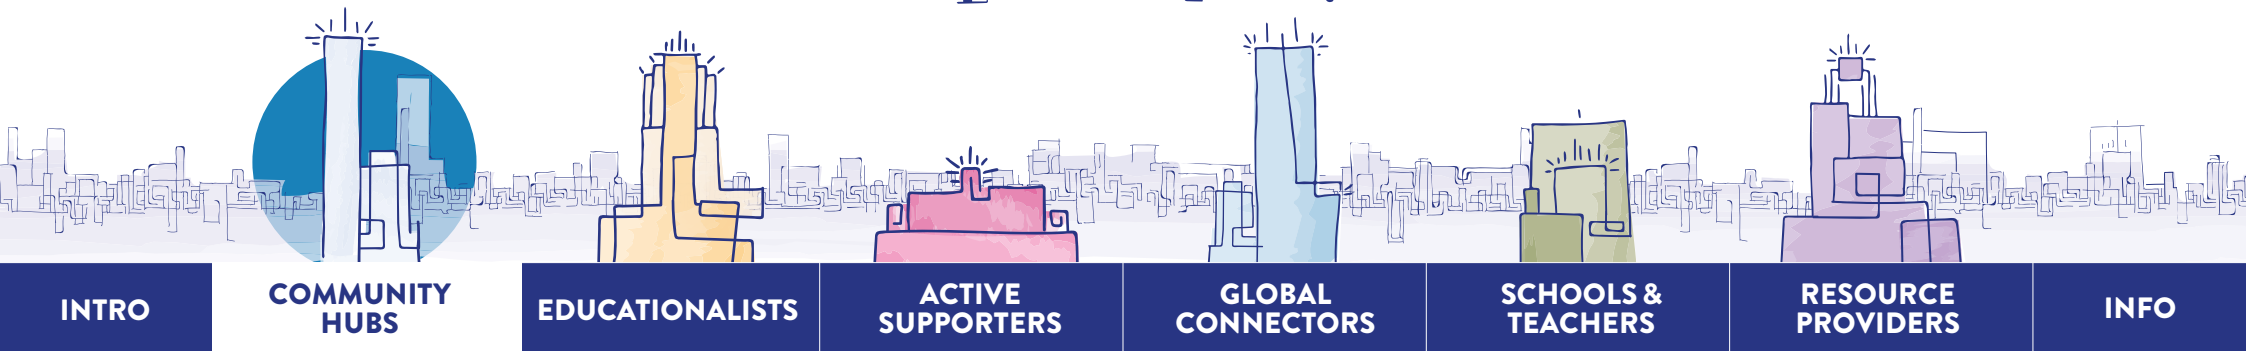 INTRO
COMMUNITY
HUBS
EDUCATIONALISTS
ACTIVE
SUPPORTERS
GLOBAL
CONNECTORS
SCHOOLS &
TEACHERS
RESOURCE
PROVIDERS
INFO